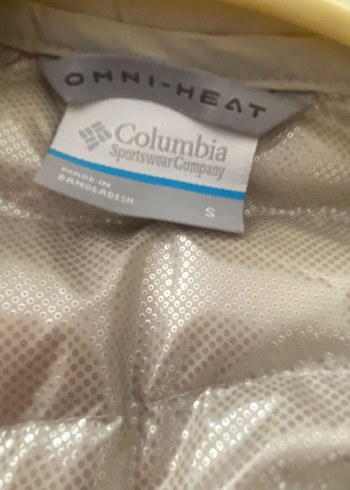 OMNI-HEAT
Columbia
Sportswear Company
MADE IN
BANGLADESH
S